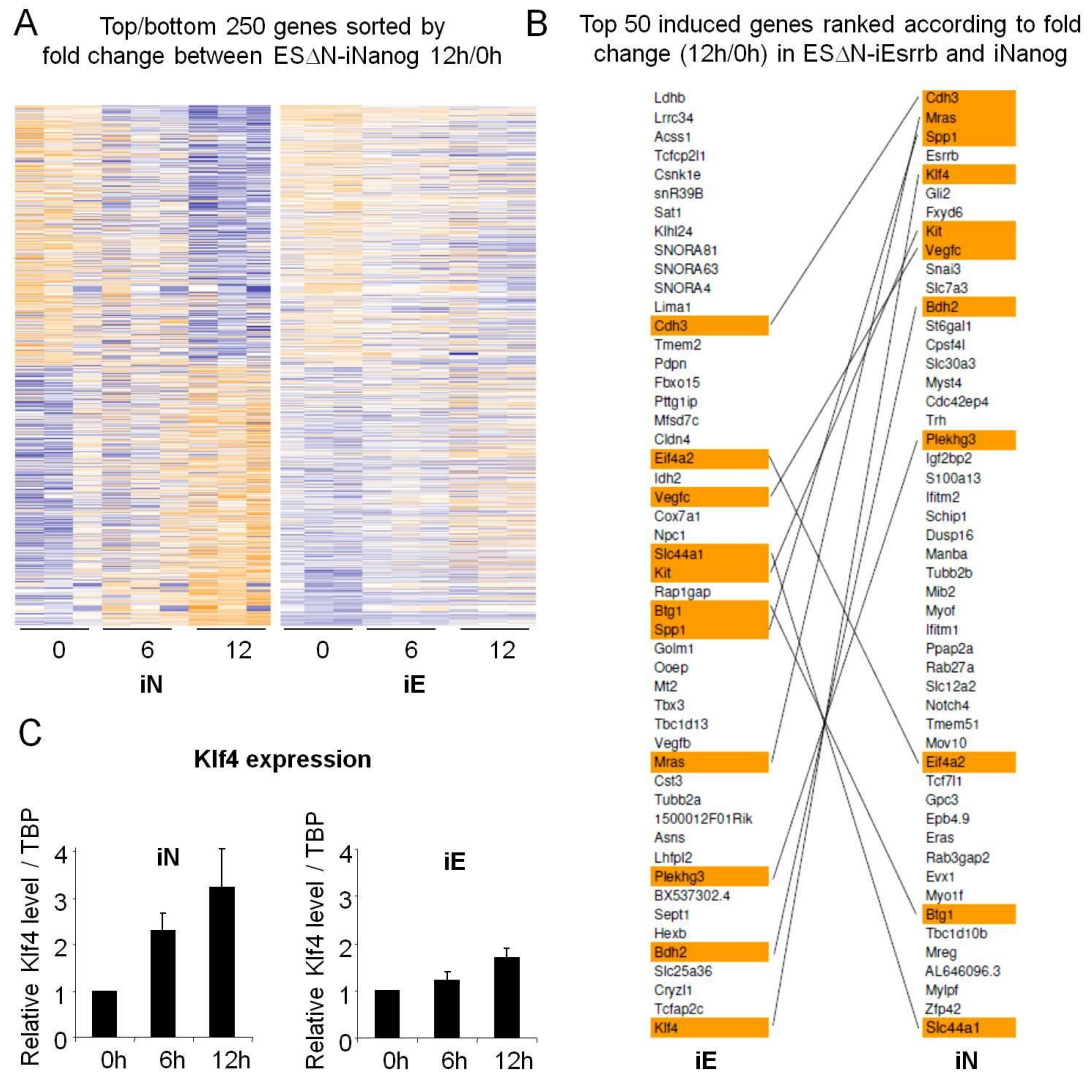 A
Top/bottom 250 genes sorted by
fold change between ES∆N-iNanog 12h/0h
0
6
12
iN
0
6
12
iE
B
Top 50 induced genes ranked according to fold
change (12h/0h) in ES∆N-iEsrrb and iNanog
Ldhb
Lrrc34
Acss1
Tcfcp2l1
Csnk1e
snR39B
Sat1
Klhl24
SNORA81
SNORA63
SNORA4
Lima1
Cdh3
Tmem2
Pdpn
Fbxo15
Pttg1ip
Mfsd7c
Cldn4
Eif4a2
Idh2
Vegfc
Cox7a1
Npc1
Slc44a1
Kit
Rap1gap
Btg1
Spp1
Golm1
Ooep
Mt2
Tbx3
Tbc1d13
Vegfb
Mras
Cst3
Tubb2a
1500012F01Rik
Asns
Lhfpl2
Plekhg3
BX537302.4
Sept1
Hexb
Bdh2
Slc25a36
Cryzl1
Tcfap2c
Klf4
iE
Cdh3
Mras
Spp1
Esrrb
Klf4
Gli2
Fxyd6
Kit
Vegfc
Snai3
Slc7a3
Bdh2
St6gal1
Cpsf4l
Slc30a3
Myst4
Cdc42ep4
Trh
Plekhg3
Igf2bp2
S100a13
Ifitm2
Schip1
Dusp16
Manba
Tubb2b
Mib2
Myof
Ifitm1
Ppap2a
Rab27a
Slc12a2
Notch4
Tmem51
Mov10
Eif4a2
Tcf7l1
Gpc3
Epb4.9
Eras
Rab3gap2
Evx1
Myo1f
Btg1
Tbc1d10b
Mreg
AL646096.3
Mylpf
Zfp42
Slc44a1
iN
C
Klf4 expression
Relative Klf4 level / TBP
4
3
2
1
0
iN
0h
6h
12h
Relative Klf4 level / TBP
4
3
2
1
0
iE
0h
6h
12h